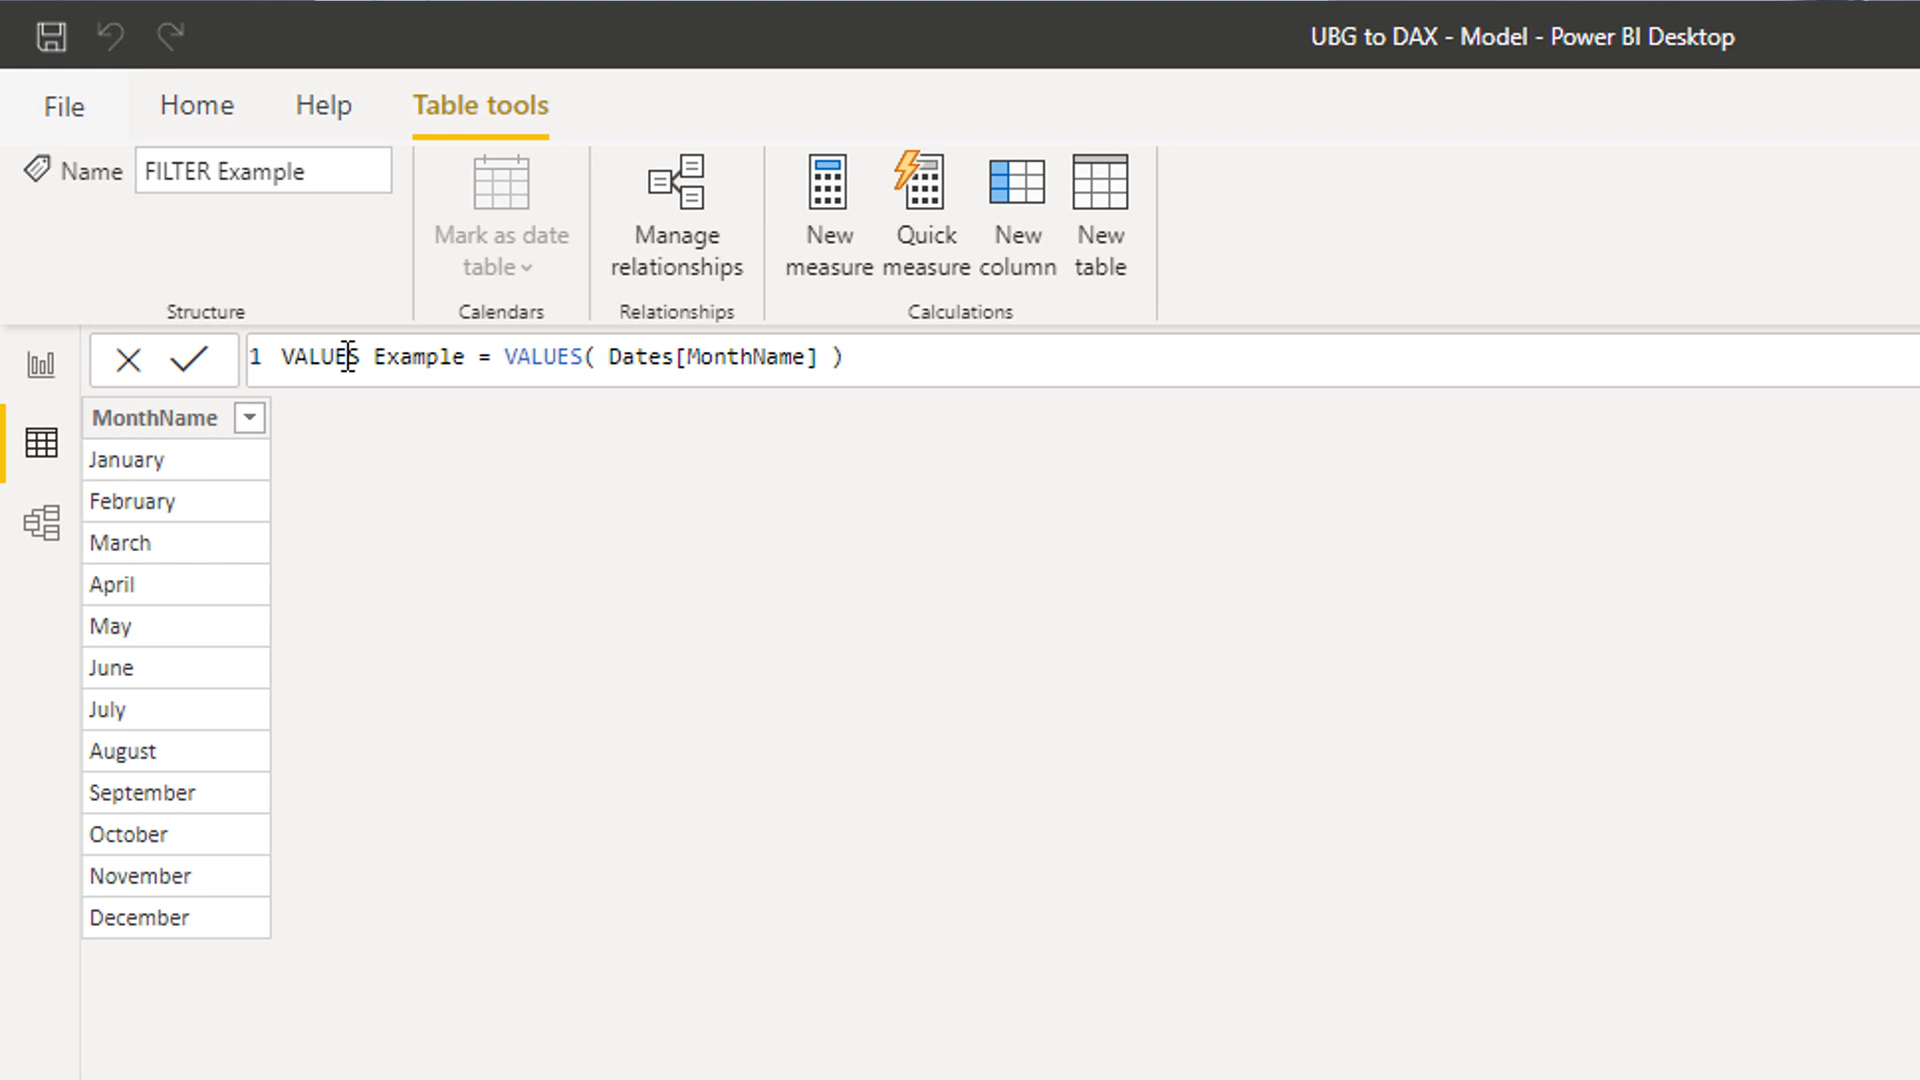 UBG to DAX - Model - Power BI Desktop
File Home Help Table tools
Name FILTER Example
Mark as date table
Manage relationships
New measure
Quick measure
New column
New table
Structure Calendars Relationships Calculations
1 VALUES Example = VALUES( Dates[MonthName] )
MonthName
January
February
March
April
May
June
July
August
September
October
November
December